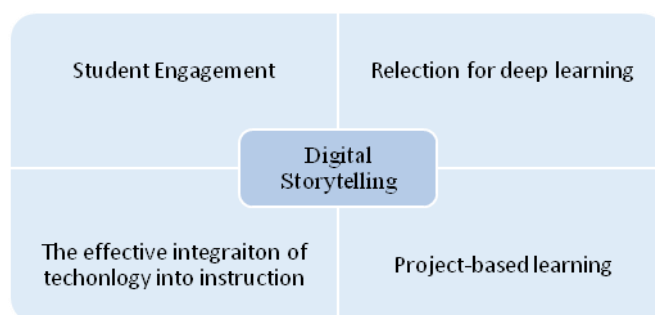 Student Engagement
Relection for deep learning
Digital
Storytelling
The effective integraiton of
techonlogy into instruction
Project-based learning